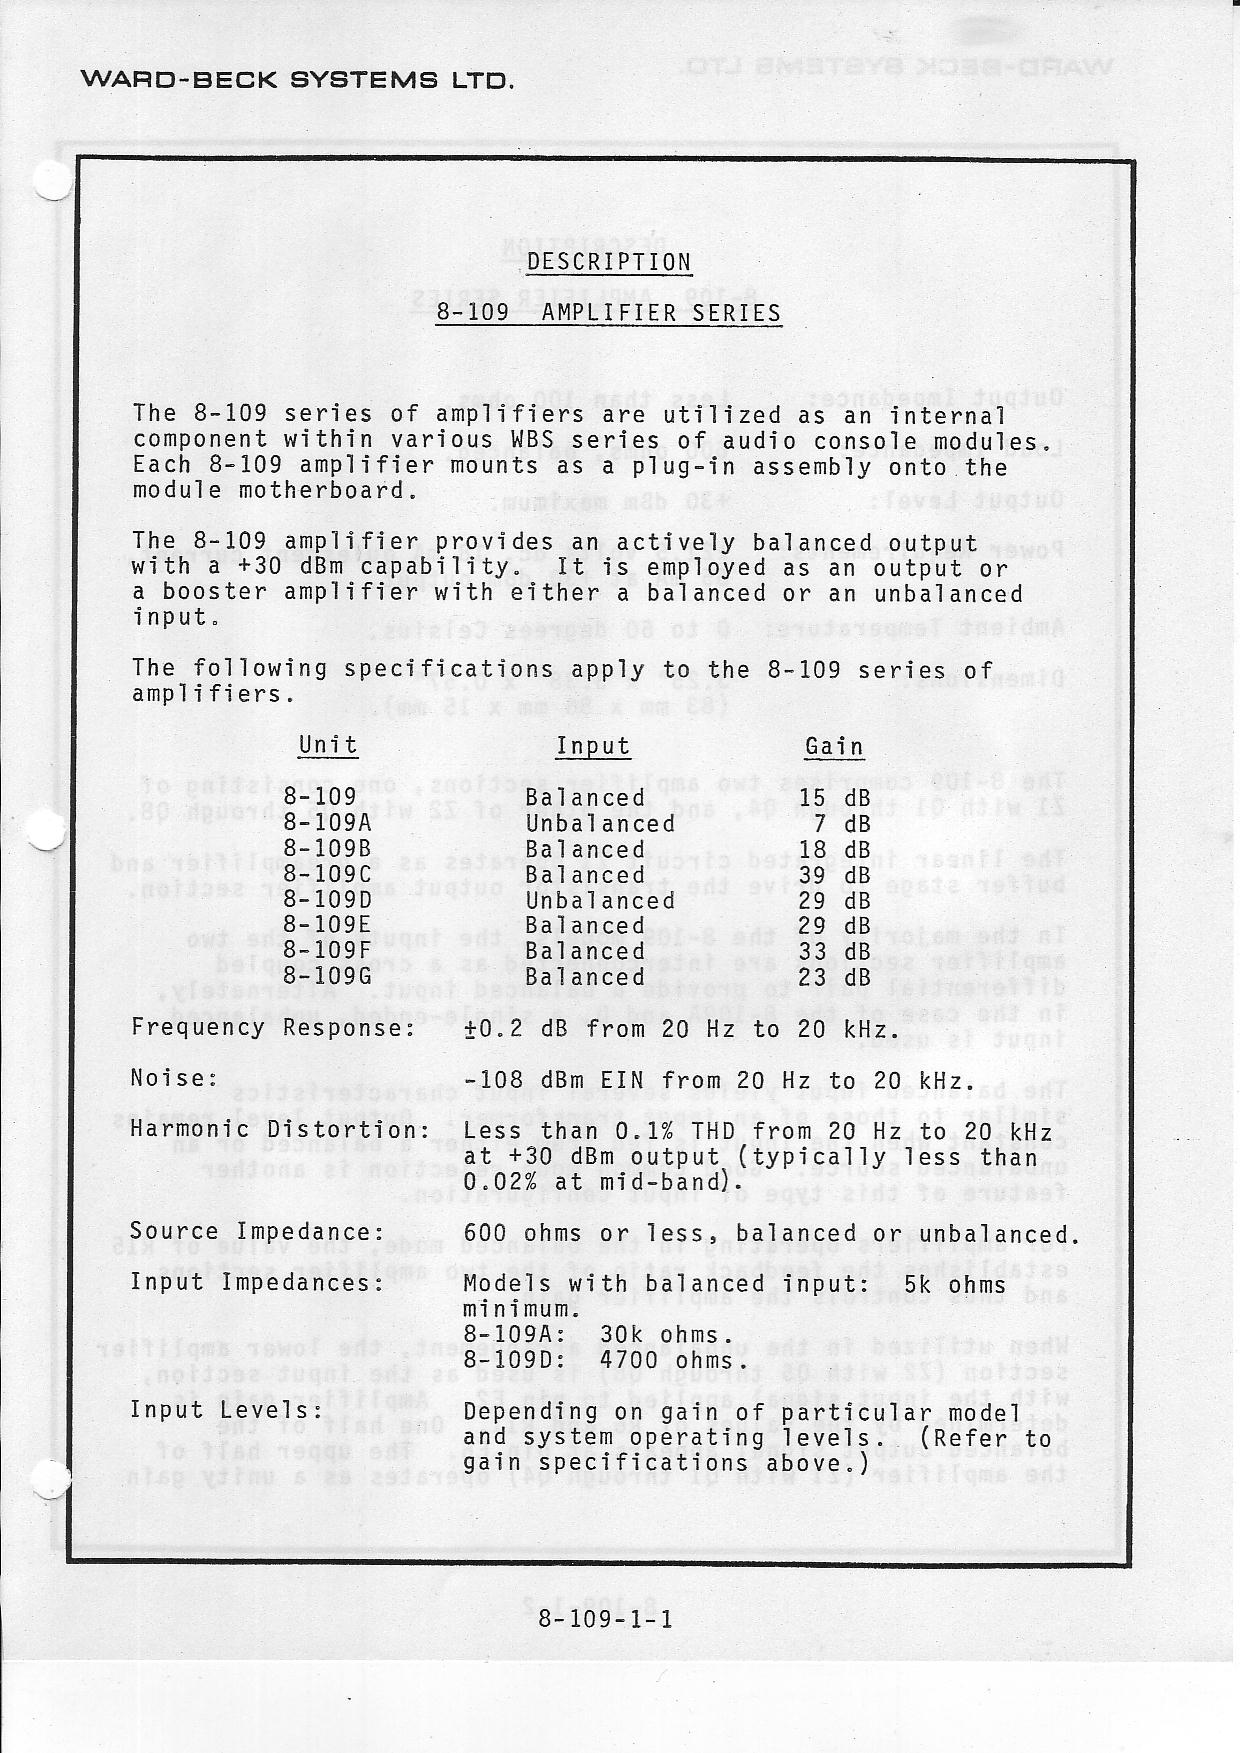 WARD-BECK SYSTEMS LTD.
DESCRIPTION
8-109 AMPLIFIER SERIES
The 8-109 series of amplifiers are utilized as an internal
component within various WBS series of audio console modules.
Each 8-109 amplifier mounts as a plug-in assembly onto the
module motherboard.
The 8-109 amplifier provides an actively balanced output
with a +30 dBm capability. It is employed as an output or
a booster amplifier with either a balanced or an unbalanced
input.
The following specifications apply to the 8-109 series of
amplifiers.
Unit Input Gain
8-109 Balanced 15 dB
8-109A Unbalanced 7 dB
8-109B Balanced 18 dB
8-109C Balanced 39 dB
8-109D Unbalanced 29 dB
8-109E Balanced 29 dB
8-109F Balanced 33 dB
8-109G Balanced 23 dB
Frequency Response: ±0.2 dB from 20 Hz to 20 kHz.
Noise: -108 dBm EIN from 20 Hz to 20 kHz.
Harmonic Distortion: Less than 0.1% THD from 20 Hz to 20 kHz
at +30 dBm output (typically less than
0.02% at mid-band).
Source Impedance: 600 ohms or less, balanced or unbalanced.
Input Impedances: Models with balanced input: 5k ohms
minimum.
8-109A: 30k ohms.
8-109D: 4700 ohms.
Input Levels: Depending on gain of particular model
and system operating levels. (Refer to
gain specifications above.)
8-109-1-1